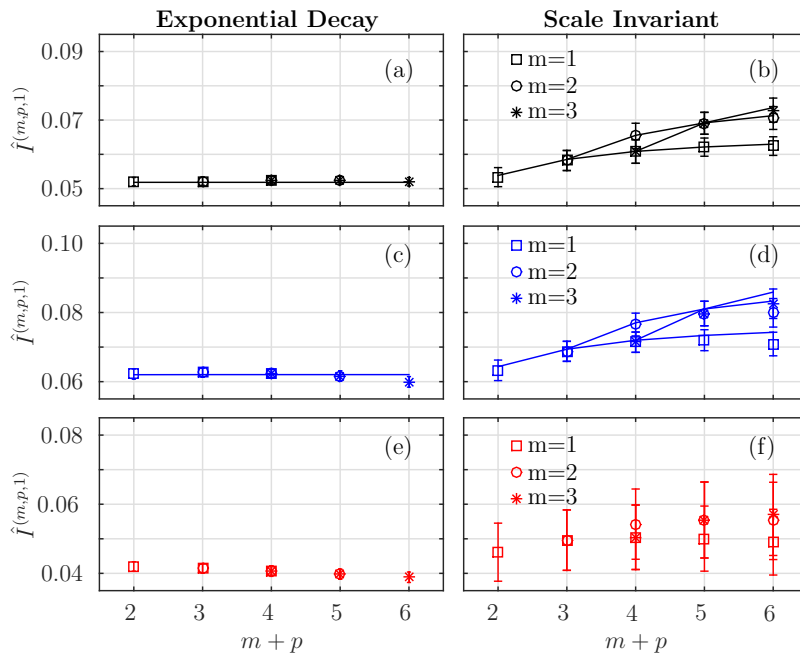 Exponential Decay
Scale Invariant
0.09
0.07
0.05
Î(m,p,1)
(a)
(b)
m=1
m=2
m=3
0.10
0.08
0.06
Î(m,p,1)
(c)
(d)
m=1
m=2
m=3
0.08
0.06
0.04
Î(m,p,1)
(e)
(f)
m=1
m=2
m=3
2 3 4 5 6
2 3 4 5 6
m + p
m + p